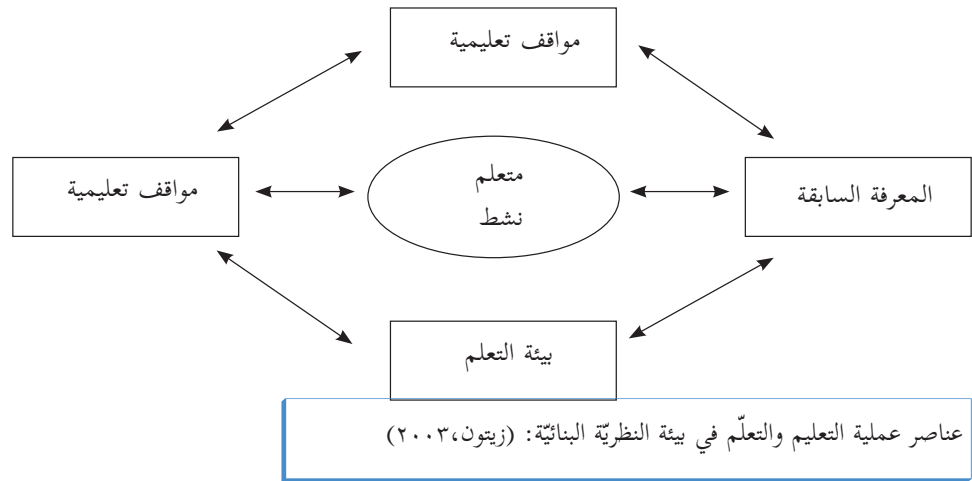 مواقف تعليمية
المعرفة السابقة
متعلم
نشط
مواقف تعليمية
بيئة التعلم
عناصر عملية التعليم والتعلّم في بيئة النظريّة البنائيّة: (زيتون،٢٠٠٣)